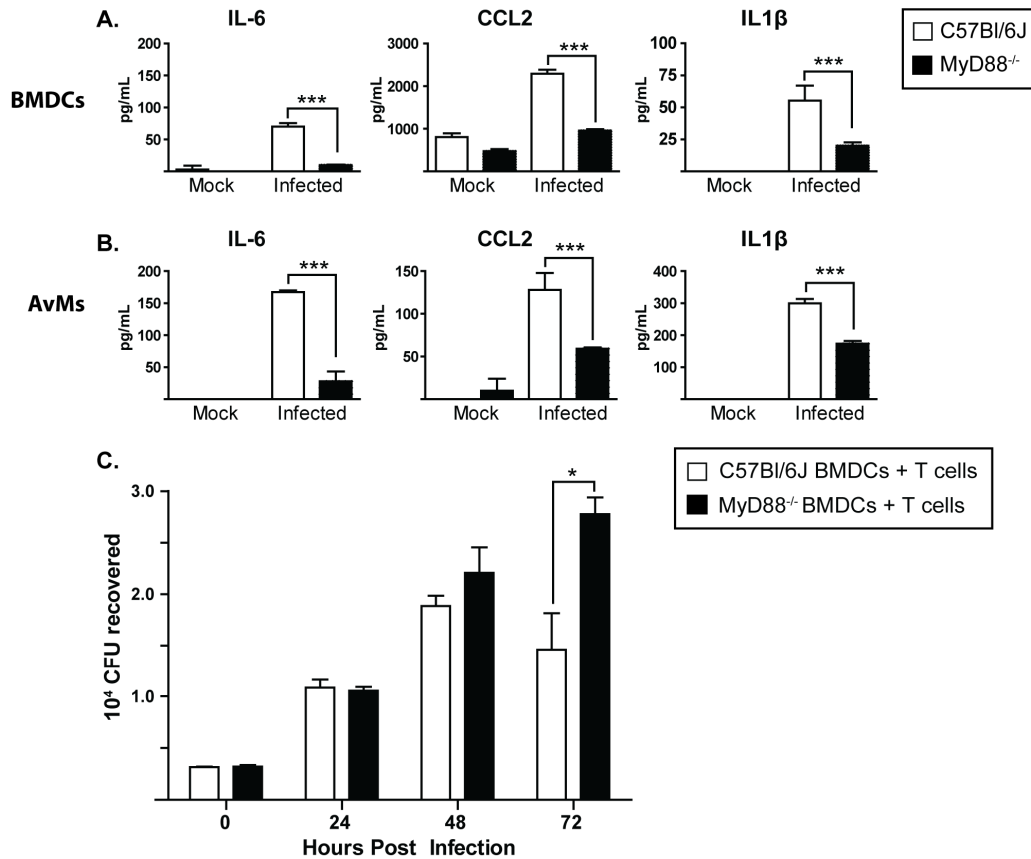 A.
IL-6
CCL2
IL1β
C57Bl/6J
MyD88-/-
BMDCs
pg/mL
200
150
100
50
***
Mock
Infected
pg/mL
3000
2000
1000
***
Mock
Infected
pg/mL
100
75
50
25
***
Mock
Infected
B.
IL-6
CCL2
IL1β
AvMs
pg/mL
200
150
100
50
***
Mock
Infected
pg/mL
150
100
50
***
Mock
Infected
pg/mL
400
300
200
100
***
Mock
Infected
C.
C57Bl/6J BMDCs + T cells
MyD88-/- BMDCs + T cells
10⁴ CFU recovered
3.0
2.0
1.0
*
0
24
48
72
Hours Post Infection